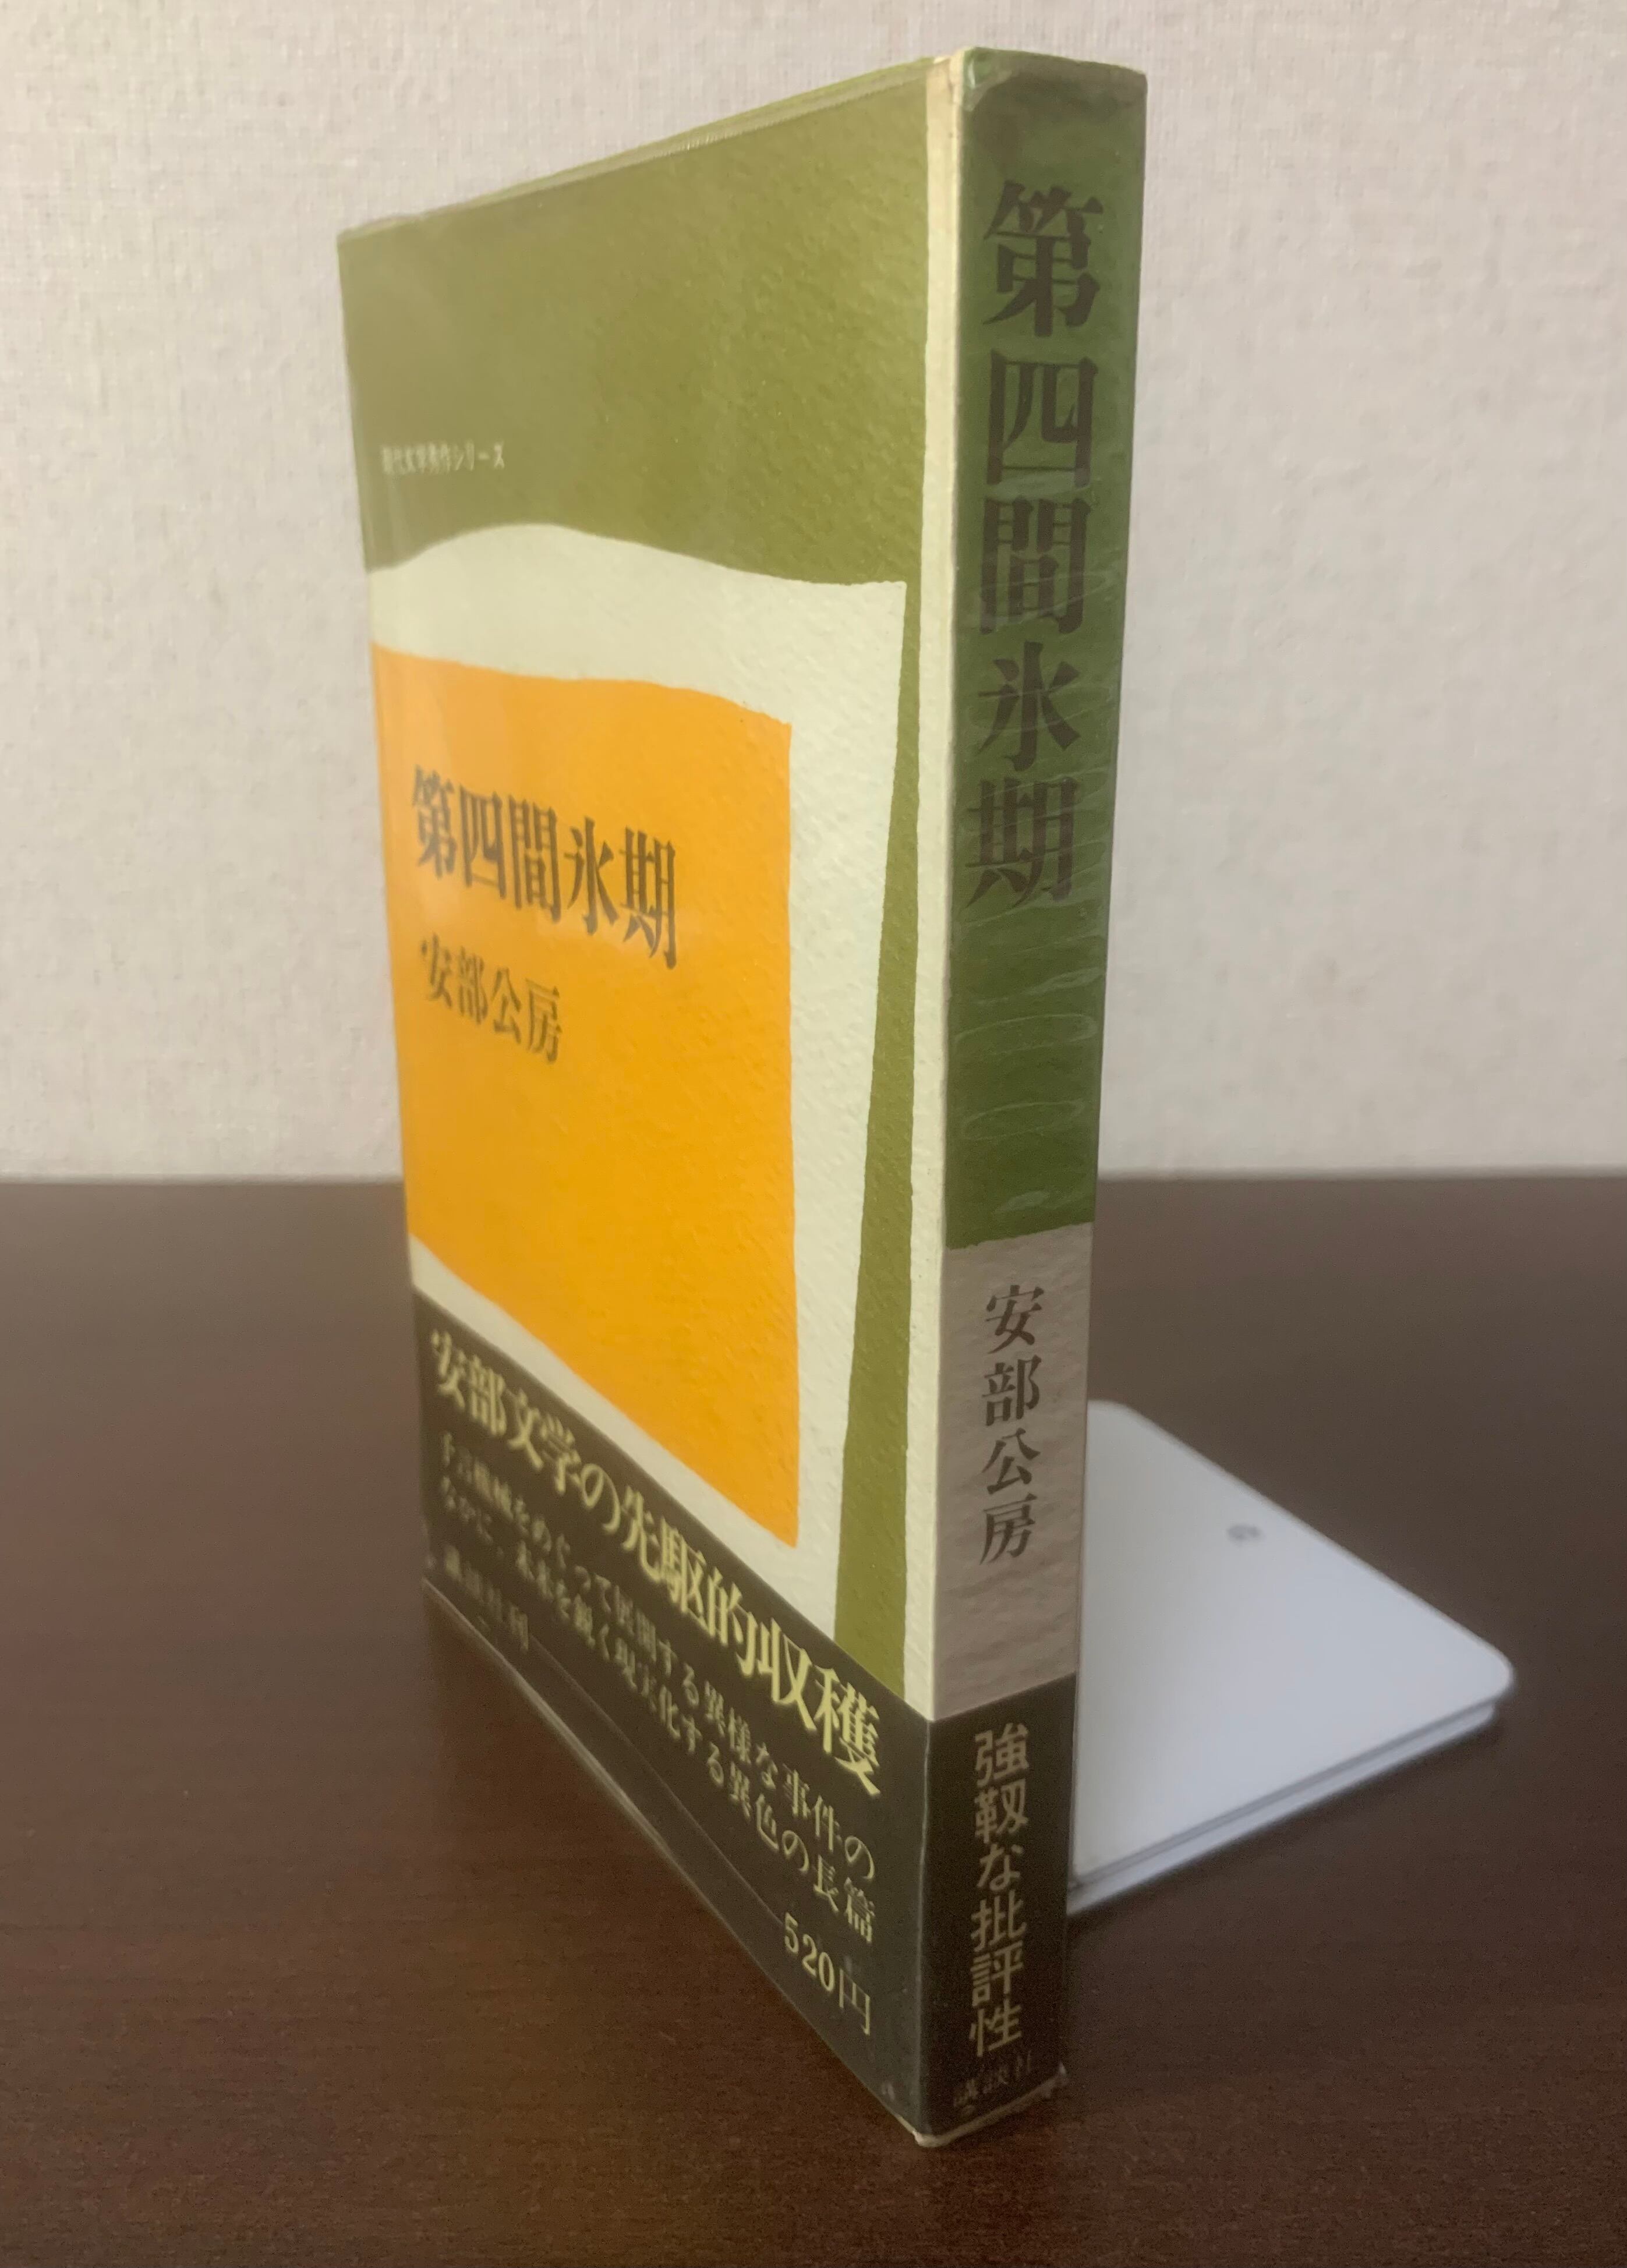 現代文学秀作シリーズ
第四間氷期
安部公房
安部文学の先駆的収穫
予言機械をめぐって展開する異様な事件の
なかに、未来を鋭く現実化する異色の長篇
講談社刊
520円
第四間氷期
安部公房
強靱な批評性
講談社